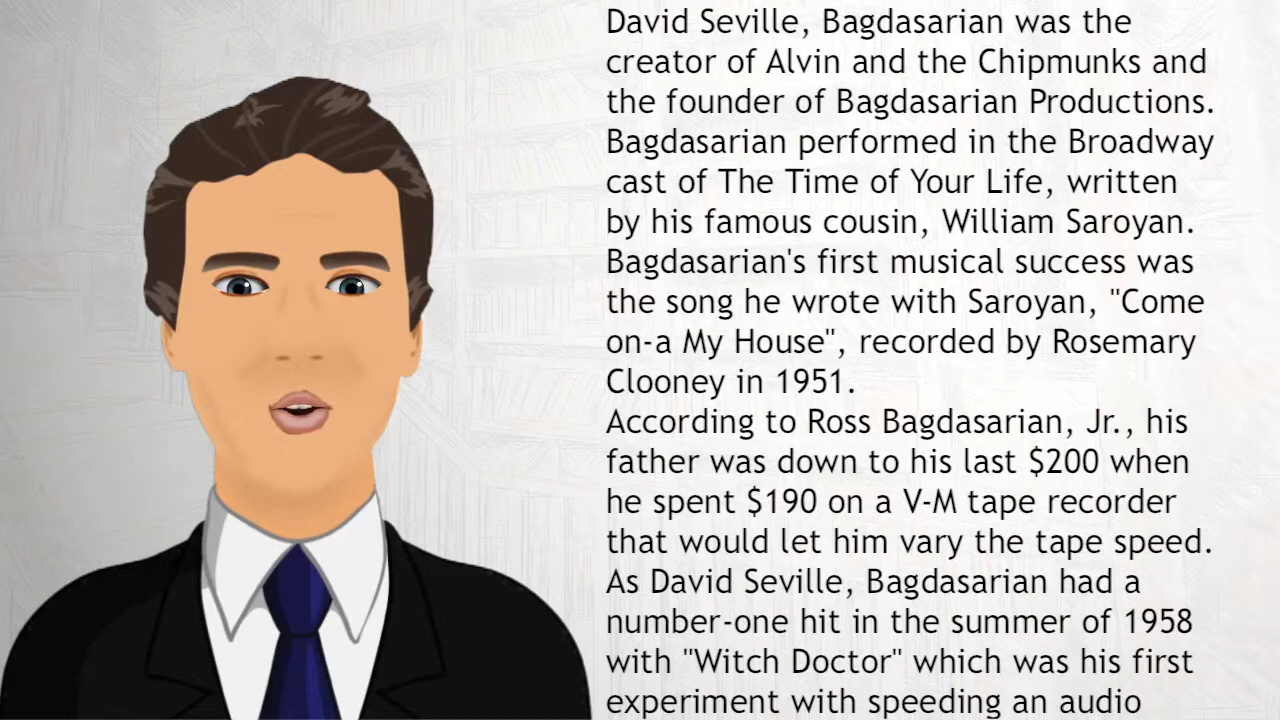 David Seville, Bagdasarian was the
creator of Alvin and the Chipmunks and
the founder of Bagdasarian Productions.
Bagdasarian performed in the Broadway
cast of The Time of Your Life, written
by his famous cousin, William Saroyan.
Bagdasarian's first musical success was
the song he wrote with Saroyan, "Come
on-a My House", recorded by Rosemary
Clooney in 1951.
According to Ross Bagdasarian, Jr., his
father was down to his last $200 when
he spent $190 on a V-M tape recorder
that would let him vary the tape speed.
As David Seville, Bagdasarian had a
number-one hit in the summer of 1958
with "Witch Doctor" which was his first
experiment with speeding an audio